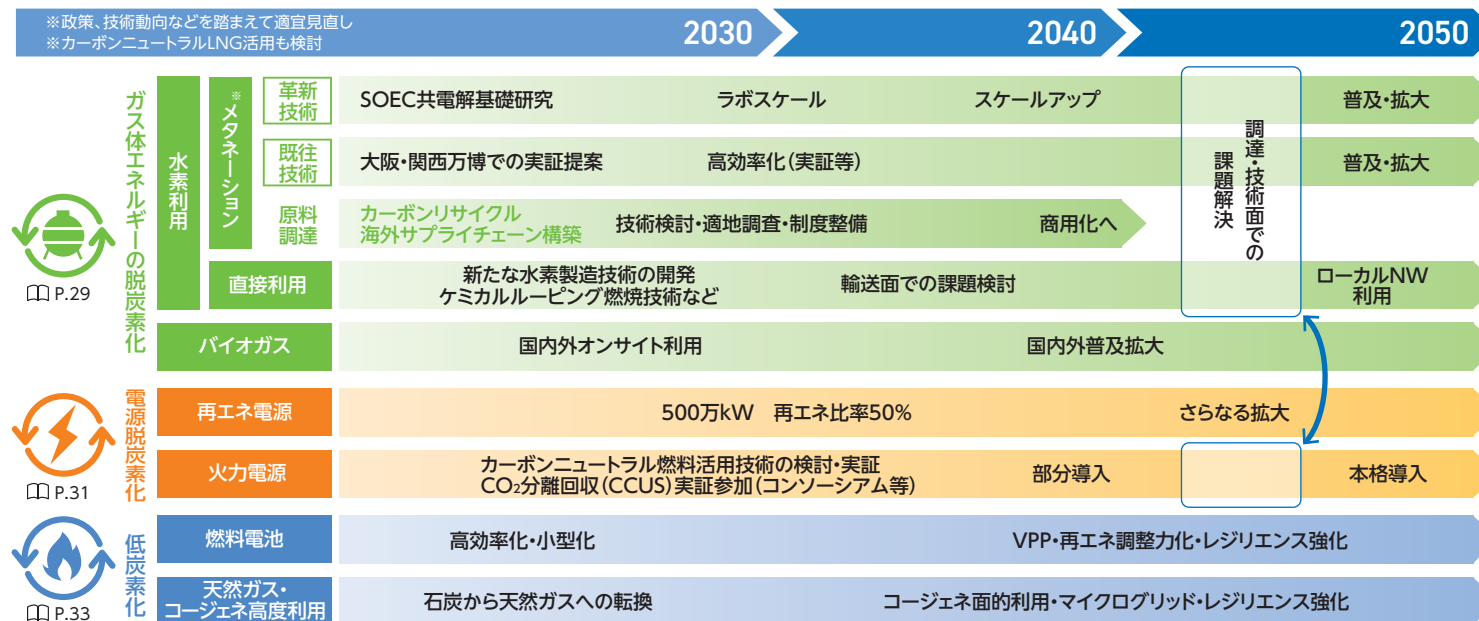 ※政策、技術動向などを踏まえて適宜見直し
※カーボンニュートラルLNG活用も検討
2030
2040
2050
ガス体エネルギーの脱炭素化
P.29
水素利用
※メタネーション
革新
技術
SOEC共電解基礎研究
ラボスケール
スケールアップ
普及・拡大
既往
技術
大阪・関西万博での実証提案
高効率化(実証等)
普及・拡大
原料
調達
カーボンリサイクル
海外サプライチェーン構築
技術検討・適地調査・制度整備
商用化へ
調達・技術面での
課題解決
直接利用
新たな水素製造技術の開発
ケミカルルーピング燃焼技術など
輸送面での課題検討
ローカルNW
利用
バイオガス
国内外オンサイト利用
国内外普及拡大
電源脱炭素化
P.31
再エネ電源
500万kW 再エネ比率50%
さらなる拡大
火力電源
カーボンニュートラル燃料活用技術の検討・実証
CO₂分離回収(CCUS)実証参加(コンソーシアム等)
部分導入
本格導入
低炭素化
P.33
燃料電池
高効率化・小型化
VPP・再エネ調整力化・レジリエンス強化
天然ガス・
コージェネ高度利用
石炭から天然ガスへの転換
コージェネ面的利用・マイクログリッド・レジリエンス強化